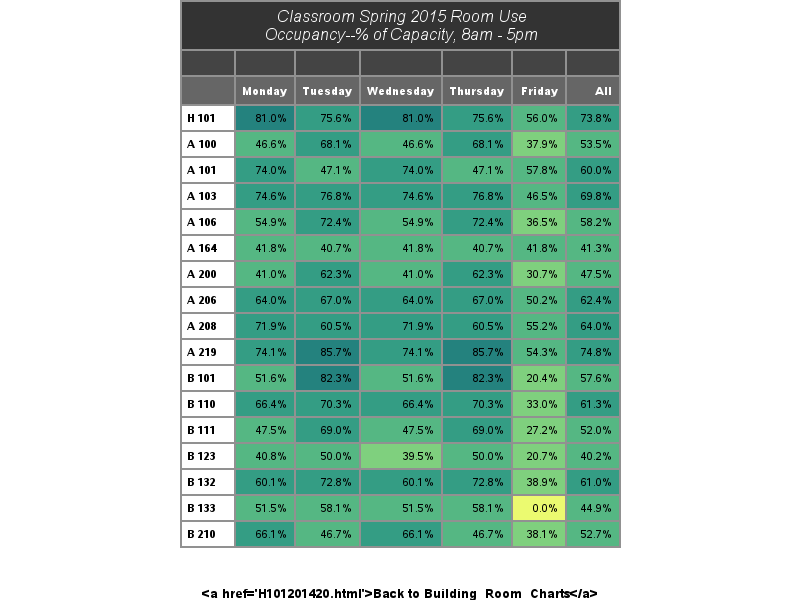 Classroom Spring 2015 Room Use
Occupancy--% of Capacity, 8am - 5pm
Monday Tuesday Wednesday Thursday Friday All
H 101 81.0% 75.6% 81.0% 75.6% 56.0% 73.8%
A 100 46.6% 68.1% 46.6% 68.1% 37.9% 53.5%
A 101 74.0% 47.1% 74.0% 47.1% 57.8% 60.0%
A 103 74.6% 76.8% 74.6% 76.8% 46.5% 69.8%
A 106 54.9% 72.4% 54.9% 72.4% 36.5% 58.2%
A 164 41.8% 40.7% 41.8% 40.7% 41.8% 41.3%
A 200 41.0% 62.3% 41.0% 62.3% 30.7% 47.5%
A 206 64.0% 67.0% 64.0% 67.0% 50.2% 62.4%
A 208 71.9% 60.5% 71.9% 60.5% 55.2% 64.0%
A 219 74.1% 85.7% 74.1% 85.7% 54.3% 74.8%
B 101 51.6% 82.3% 51.6% 82.3% 20.4% 57.6%
B 110 66.4% 70.3% 66.4% 70.3% 33.0% 61.3%
B 111 47.5% 69.0% 47.5% 69.0% 27.2% 52.0%
B 123 40.8% 50.0% 39.5% 50.0% 20.7% 40.2%
B 132 60.1% 72.8% 60.1% 72.8% 38.9% 61.0%
B 133 51.5% 58.1% 51.5% 58.1% 0.0% 44.9%
B 210 66.1% 46.7% 66.1% 46.7% 38.1% 52.7%
<a href='H101201420.html'>Back to Building_Room_Charts</a>